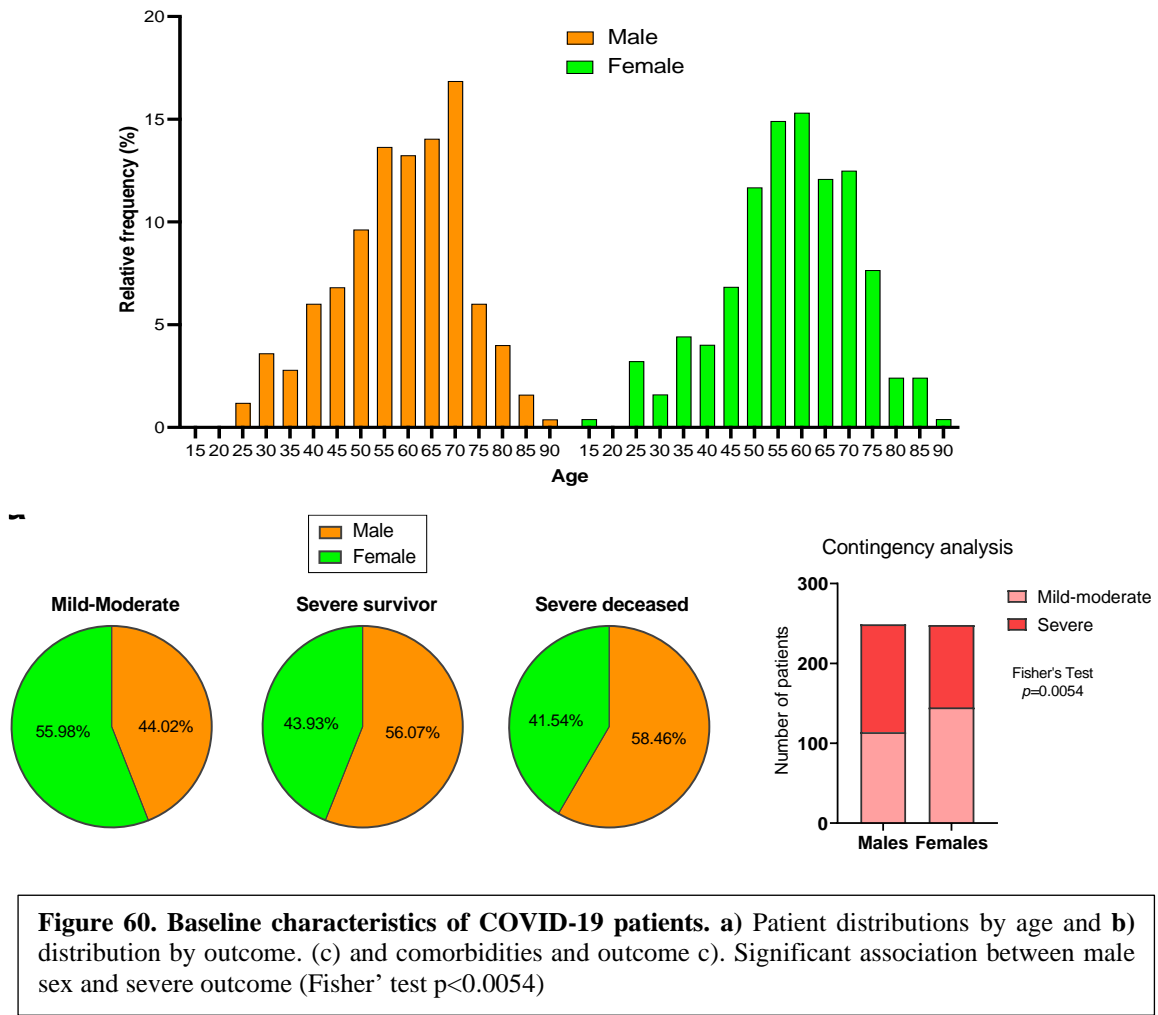 20
15
10
5
0
Relative frequency (%)
Male
Female
15 20 25 30 35 40 45 50 55 60 65 70 75 80 85 90 15 20 25 30 35 40 45 50 55 60 65 70 75 80 85 90
Age
Male
Female
Mild-Moderate
55.98%
44.02%
Severe survivor
43.93%
56.07%
Severe deceased
41.54%
58.46%
Contingency analysis
300
200
100
0
Number of patients
Males Females
Mild-moderate
Severe
Fisher's Test
p=0.0054
Figure 60. Baseline characteristics of COVID-19 patients. a) Patient distributions by age and b)
distribution by outcome. (c) and comorbidities and outcome c). Significant association between male
sex and severe outcome (Fisher’ test p<0.0054)